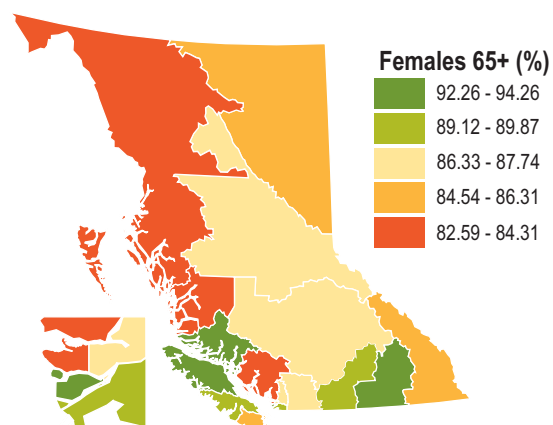 Females 65+ (%)
92.26 - 94.26
89.12 - 89.87
86.33 - 87.74
84.54 - 86.31
82.59 - 84.31